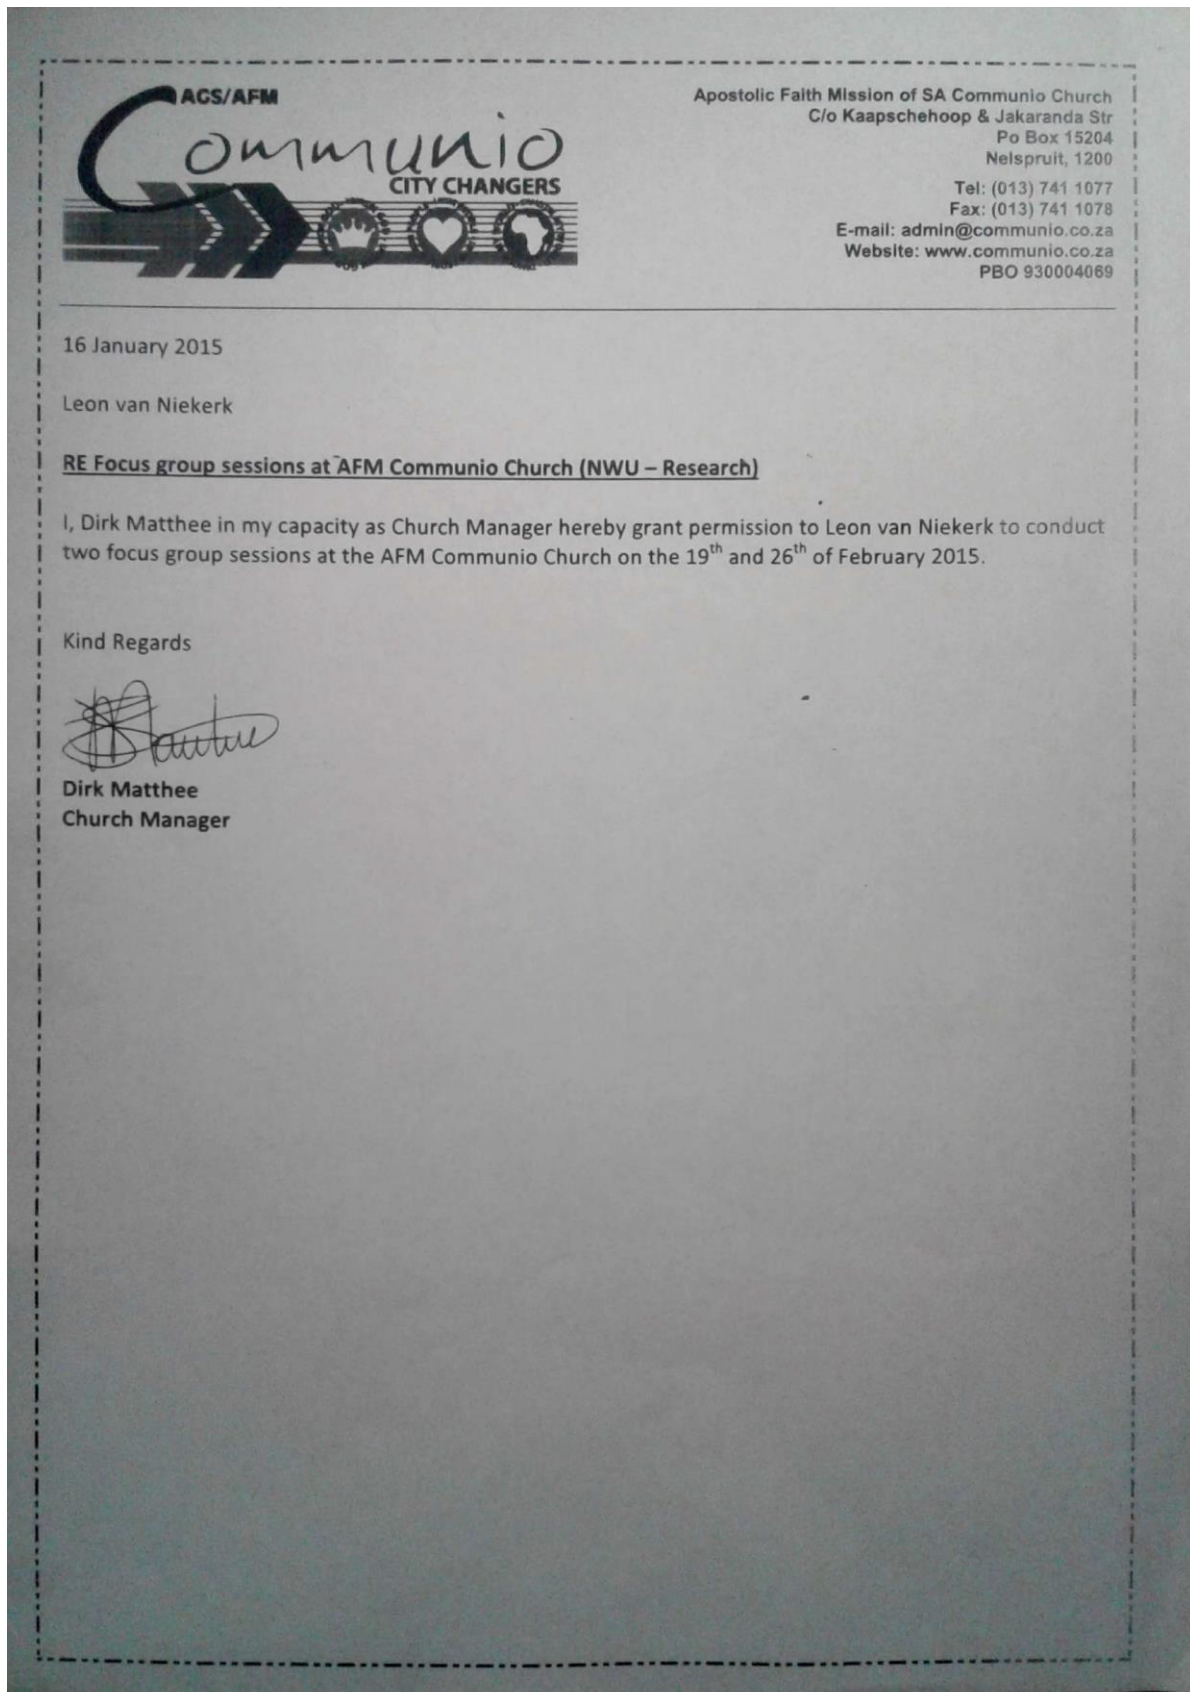 AGS/AFM
Communio
CITY CHANGERS
Apostolic Faith Mission of SA Communio Church
C/o Kaapschehoop & Jakaranda Str
Po Box 15204
Nelspruit, 1200
Tel: (013) 741 1077
Fax: (013) 741 1078
E-mail: admin@communio.co.za
Website: www.communio.co.za
PBO 930004069
16 January 2015
Leon van Niekerk
RE Focus group sessions at AFM Communio Church (NWU – Research)
I, Dirk Matthee in my capacity as Church Manager hereby grant permission to Leon van Niekerk to conduct
two focus group sessions at the AFM Communio Church on the 19th and 26th of February 2015.
Kind Regards
Dirk Matthee
Church Manager